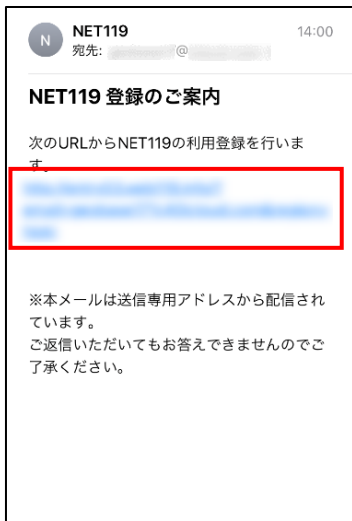 N
NET119
14:00
宛先:
@
NET119 登録のご案内
次のURLからNET119の利用登録を行いま
す。
※本メールは送信専用アドレスから配信され
ています。
ご返信いただいてもお答えできませんのでご
了承ください。